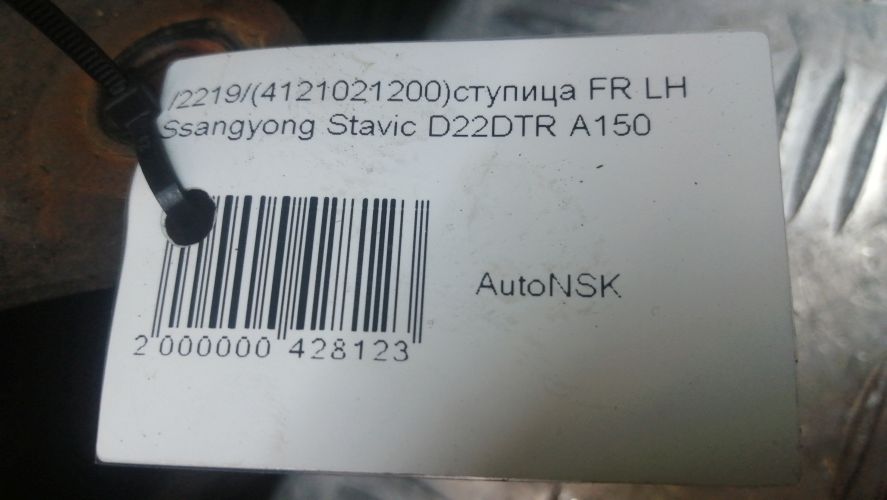 /2219/(4121021200)ступица FR LH
Ssangyong Stavic D22DTR A150
AutoNSK
2 000000 428123